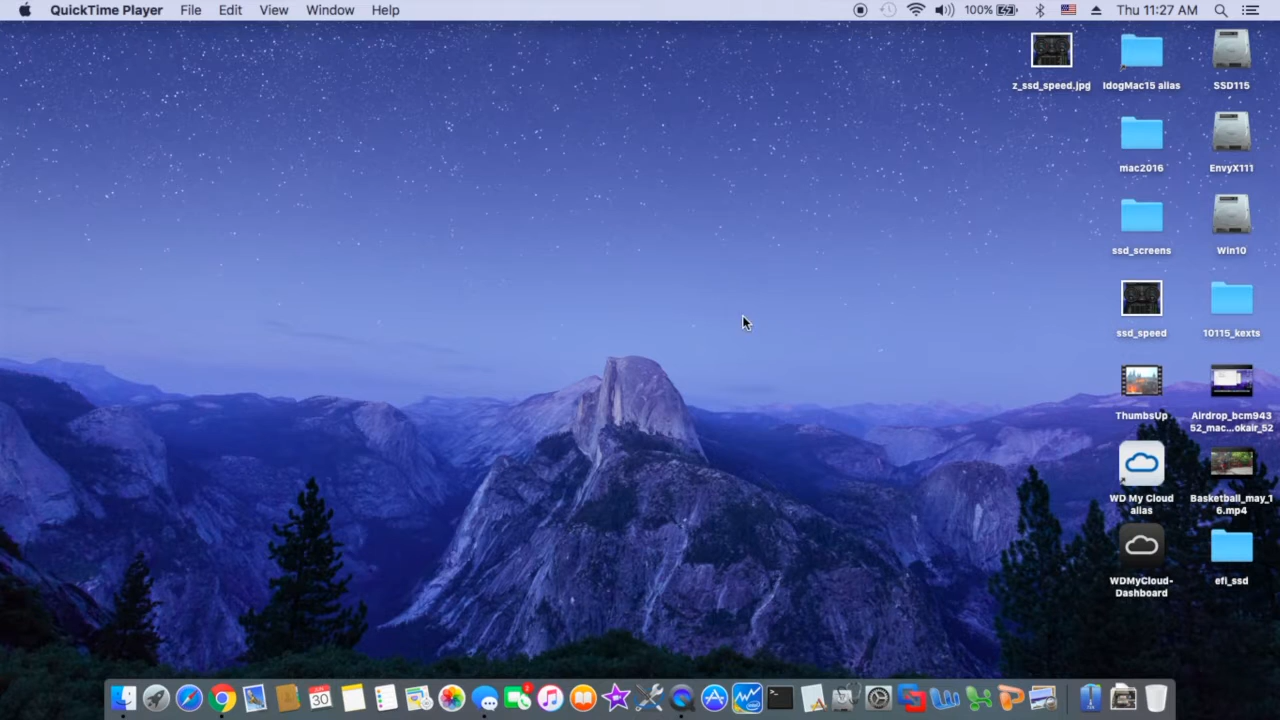 QuickTime Player File Edit View Window Help 100% Thu 11:27 AM
z_ssd_speed.jpg IdogMac15 alias SSD115
mac2016 EnvyX111
ssd_screens Win10
ssd_speed 10115_kexts
ThumbsUp Airdrop_bcm943
52_mac...okair_52
WD My Cloud
alias
Basketball_may_1
6.mp4
WDMyCloud-
Dashboard
efi_ssd
30